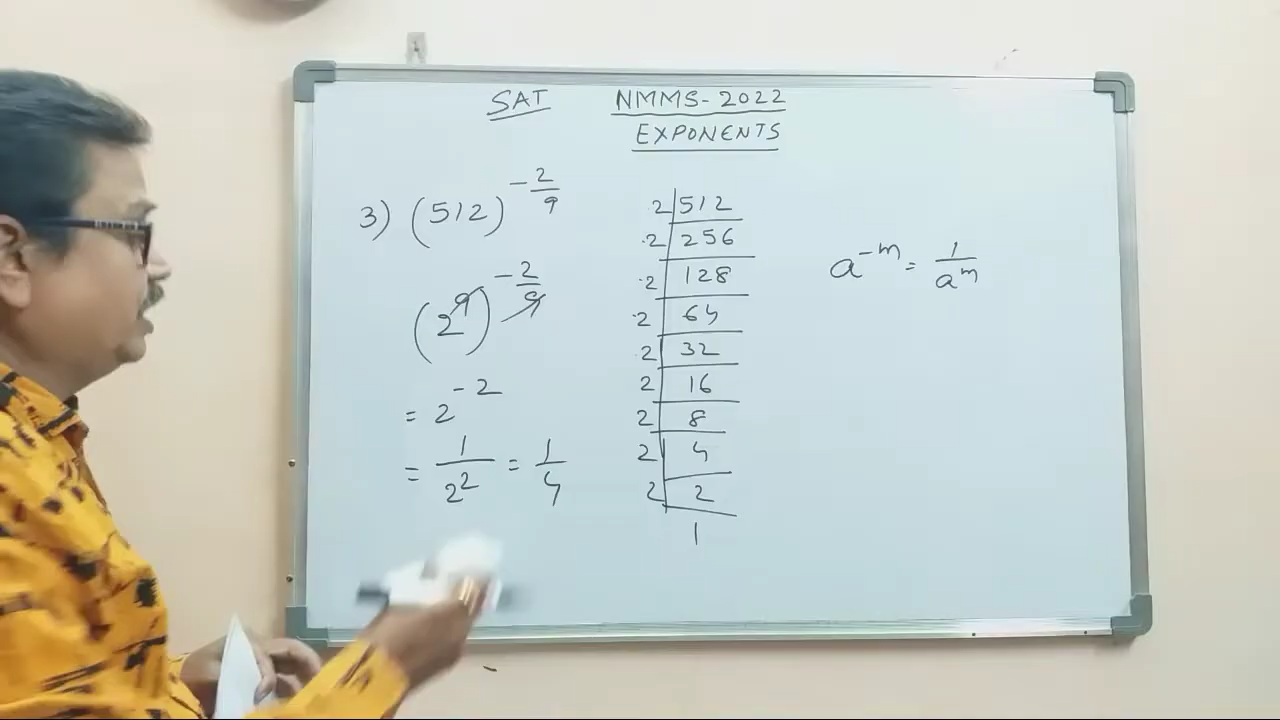 SAT NMMS-2022
EXPONENTS
3) (512)^(-2/9)
(2^9)^(-2/9)
= 2^-2
= 1/2^2 = 1/4
2 | 512
2 | 256
2 | 128
2 | 64
2 | 32
2 | 16
2 | 8
2 | 4
2 | 2
1
a^-m = 1/a^m